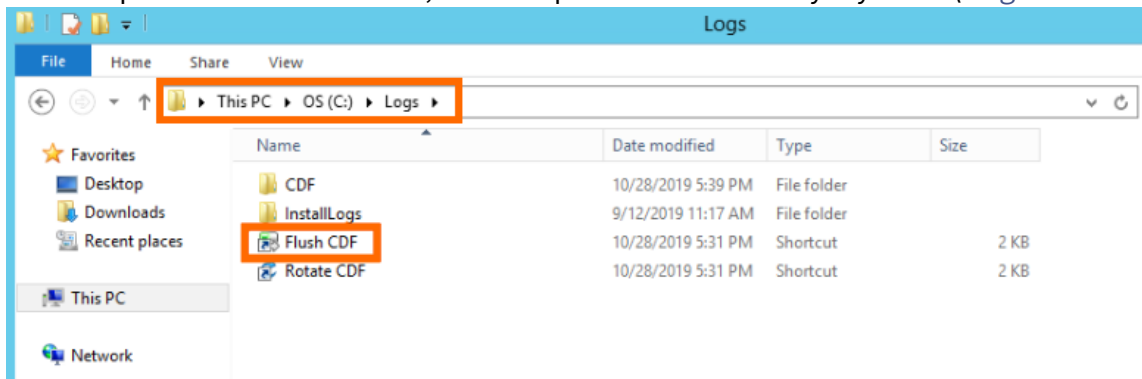 Logs
File Home Share View
This PC OS (C:) Logs
Name Date modified Type Size
Favorites
Desktop
Downloads
Recent places
This PC
Network
CDF 10/28/2019 5:39 PM File folder
InstallLogs 9/12/2019 11:17 AM File folder
Flush CDF 10/28/2019 5:31 PM Shortcut 2 KB
Rotate CDF 10/28/2019 5:31 PM Shortcut 2 KB